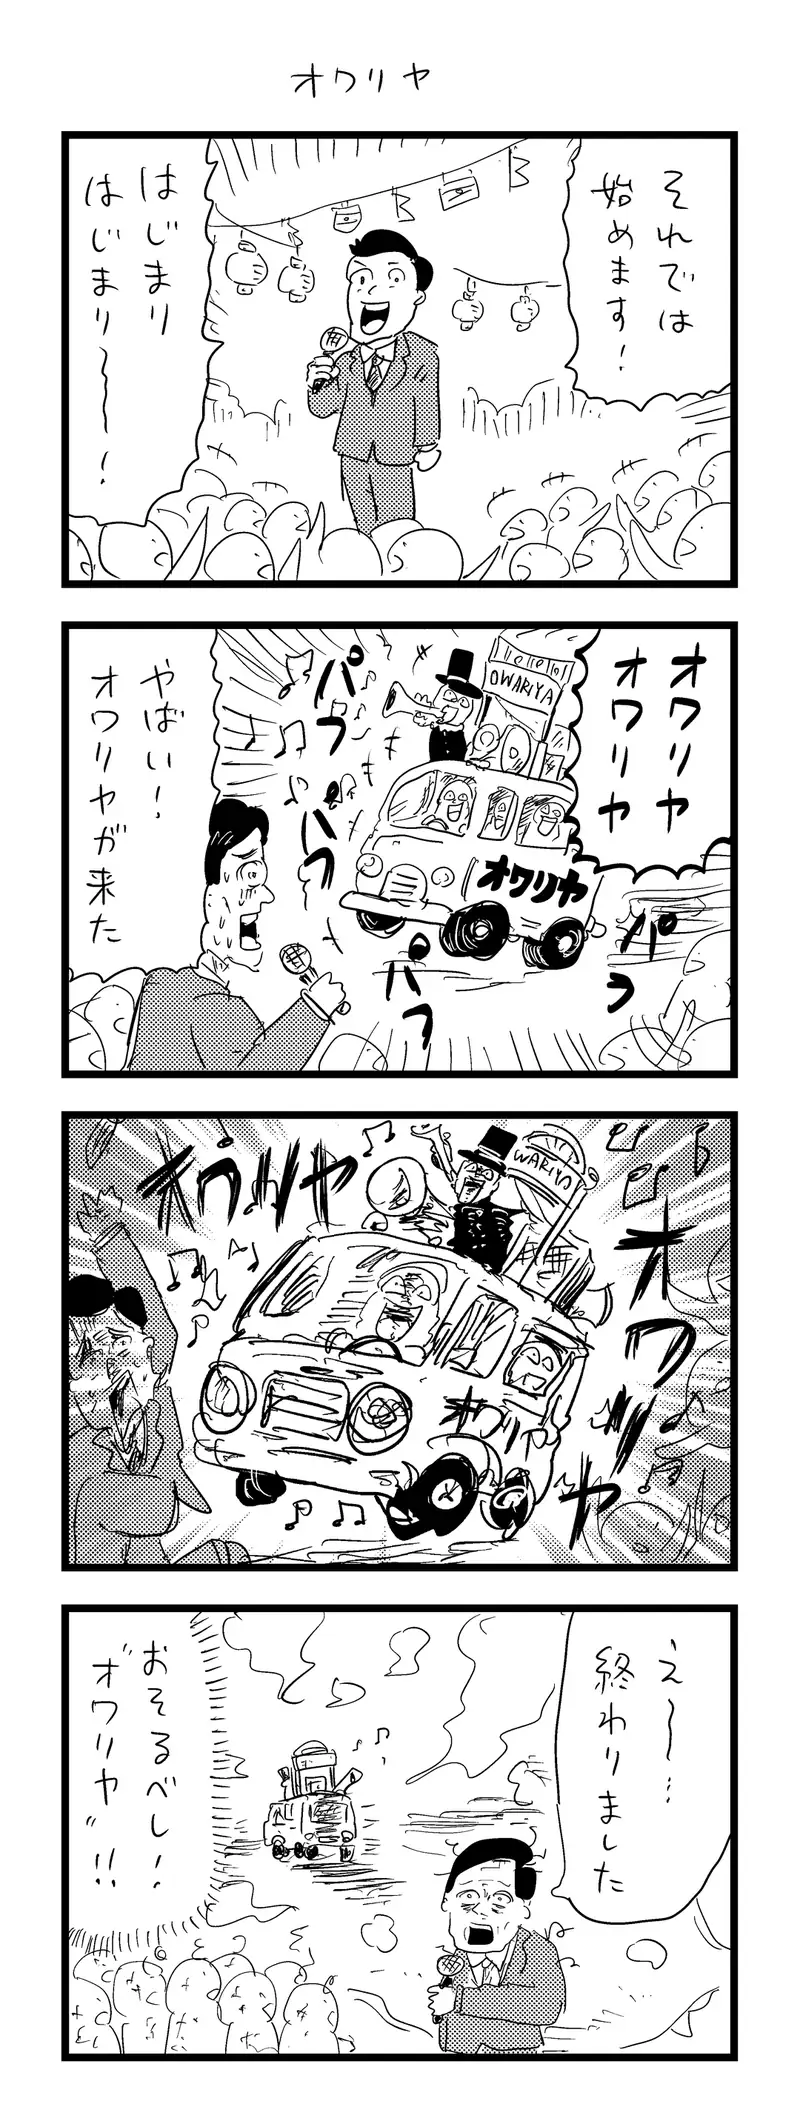 オワリヤ
それでは
始めます!
はじまり
はじまり〜〜!
オワリヤ
オワリヤ
OWARIYA
オワリヤ
パフ
パフ
パフ
パフ
やばい!
オワリヤが来た
オワリヤ
オワリヤ
WARIYA
オワリヤ
え〜…
終わりました
おそるべし!
"オワリヤ"!!